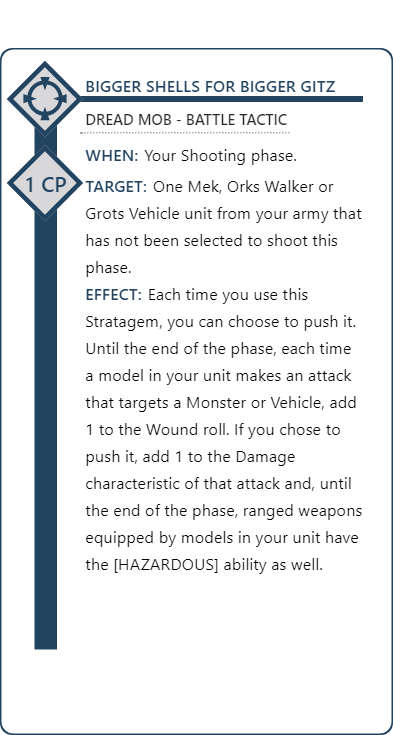 BIGGER SHELLS FOR BIGGER GITZ
DREAD MOB - BATTLE TACTIC
WHEN: Your Shooting phase.
1 CP
TARGET: One Mek, Orks Walker or
Grots Vehicle unit from your army that
has not been selected to shoot this
phase.
EFFECT: Each time you use this
Stratagem, you can choose to push it.
Until the end of the phase, each time
a model in your unit makes an attack
that targets a Monster or Vehicle, add
1 to the Wound roll. If you chose to
push it, add 1 to the Damage
characteristic of that attack and, until
the end of the phase, ranged weapons
equipped by models in your unit have
the [HAZARDOUS] ability as well.